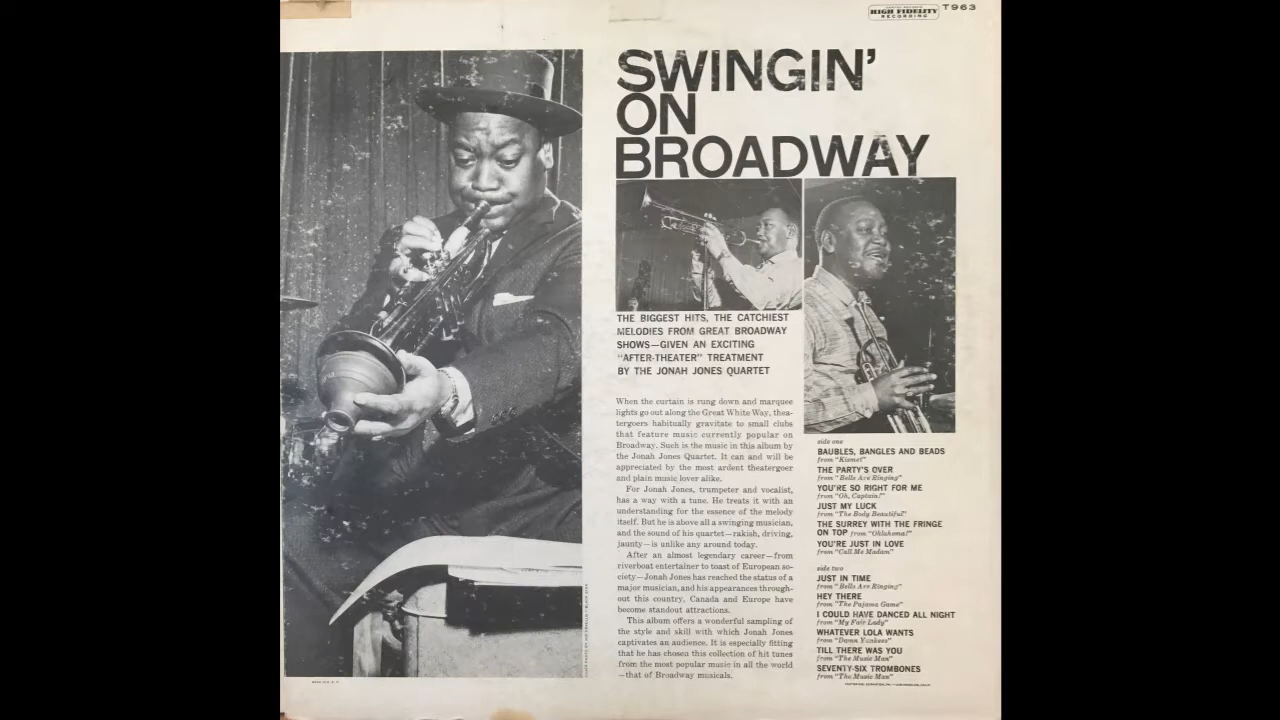 HIGH FIDELITY
RECORDING
T963
SWINGIN'
ON
BROADWAY
THE BIGGEST HITS, THE CATCHIEST
MELODIES FROM GREAT BROADWAY
SHOWS—GIVEN AN EXCITING
"AFTER-THEATER" TREATMENT
BY THE JONAH JONES QUARTET
When the curtain is rung down and marquee
lights go out along the Great White Way, thea-
tergoers habitually gravitate to small clubs
that feature music currently popular on
Broadway. Such is the music in this album by
the Jonah Jones Quartet. It can and will be
appreciated by the most ardent theatergoer
and plain music lover alike.
For Jonah Jones, trumpeter and vocalist,
has a way with a tune. He treats it with an
understanding for the essence of the melody
itself. But he is above all a swinging musician,
and the sound of his quartet—rakish, driving,
jaunty—is unlike any around today.
After an almost legendary career—from
riverboat entertainer to toast of European so-
ciety—Jonah Jones has reached the status of a
major musician, and his appearances through-
out this country, Canada and Europe have
become standout attractions.
This album offers a wonderful sampling of
the style and skill with which Jonah Jones
captivates an audience. It is especially fitting
that he has chosen this collection of hit tunes
from the most popular music in all the world
—that of Broadway musicals.
side one
BAUBLES, BANGLES AND BEADS
from "Kismet"
THE PARTY'S OVER
from "Bells Are Ringing"
YOU'RE SO RIGHT FOR ME
from "Oh, Captain!"
JUST MY LUCK
from "The Body Beautiful"
THE SURREY WITH THE FRINGE
ON TOP from "Oklahoma!"
YOU'RE JUST IN LOVE
from "Call Me Madam"
side two
JUST IN TIME
from "Bells Are Ringing"
HEY THERE
from "The Pajama Game"
I COULD HAVE DANCED ALL NIGHT
from "My Fair Lady"
WHATEVER LOLA WANTS
from "Damn Yankees"
TILL THERE WAS YOU
from "The Music Man"
SEVENTY-SIX TROMBONES
from "The Music Man"